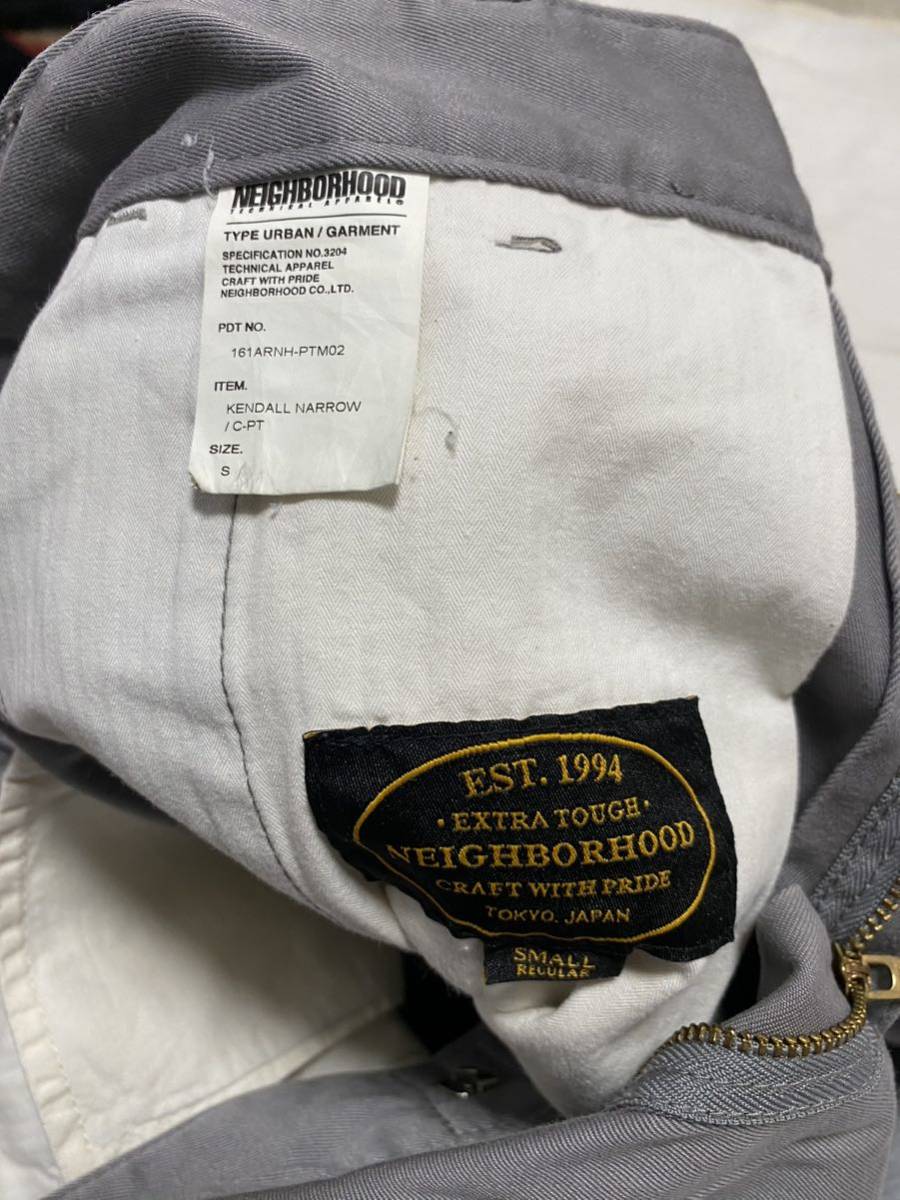 NEIGHBORHOOD
TECHNICAL APPAREL®
TYPE URBAN / GARMENT
SPECIFICATION NO.3204
TECHNICAL APPAREL
CRAFT WITH PRIDE
NEIGHBORHOOD CO.,LTD.
PDT NO.
161ARNH-PTM02
ITEM.
KENDALL NARROW
/ C-PT
SIZE.
S
EST. 1994
·EXTRA TOUGH·
NEIGHBORHOOD
CRAFT WITH PRIDE
TOKYO. JAPAN
SMALL
REGULAR